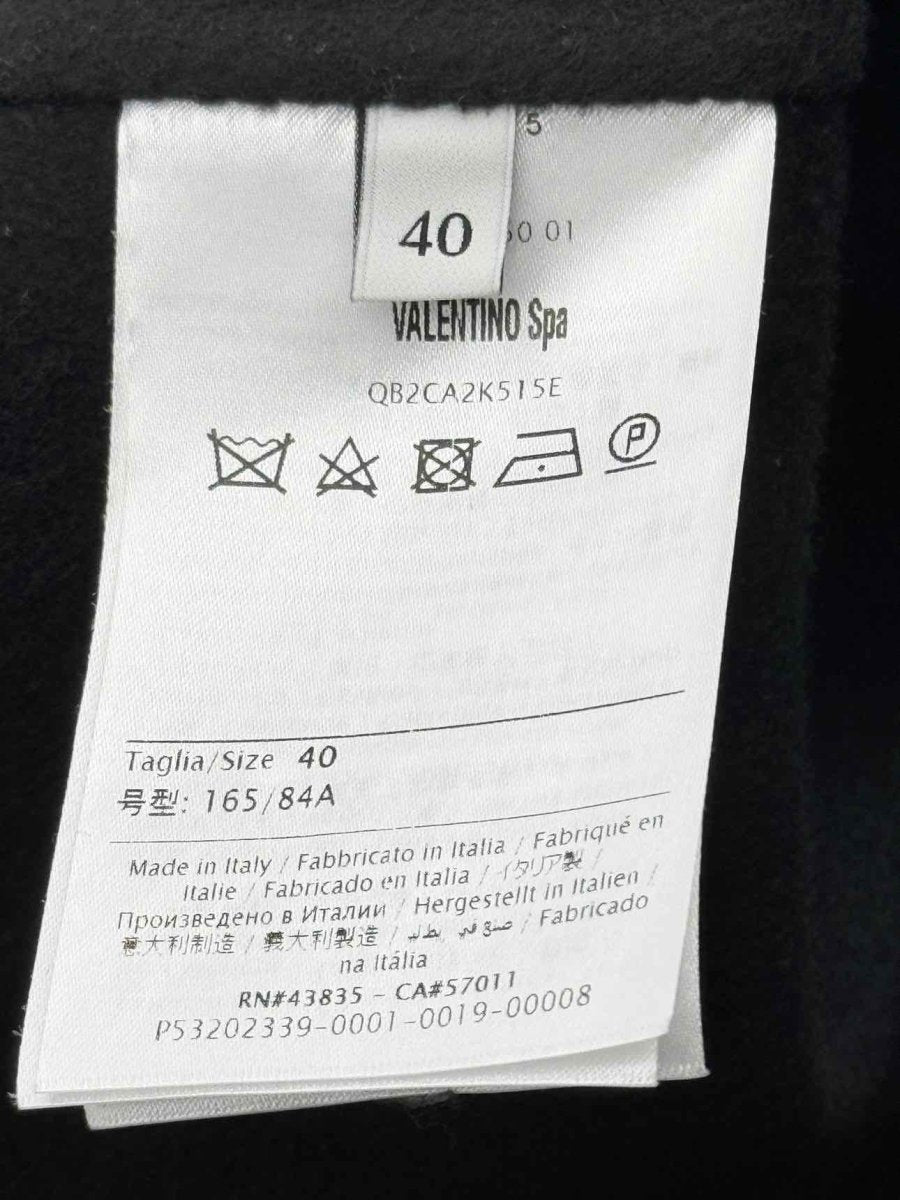 5
40
0 01
VALENTINO Spa
QB2CA2K515E
P
Taglia/Size 40
号型: 165/84A
Made in Italy / Fabbricato in Italia / Fabriqué en
Italie / Fabricado en Italia / イタリア製 /
Произведено в Италии / Hergestellt in Italien /
意大利制造 / 義大利製造 / صنع في إيطاليا / Fabricado
na Itália
RN#43835 - CA#57011
P53202339-0001-0019-00008